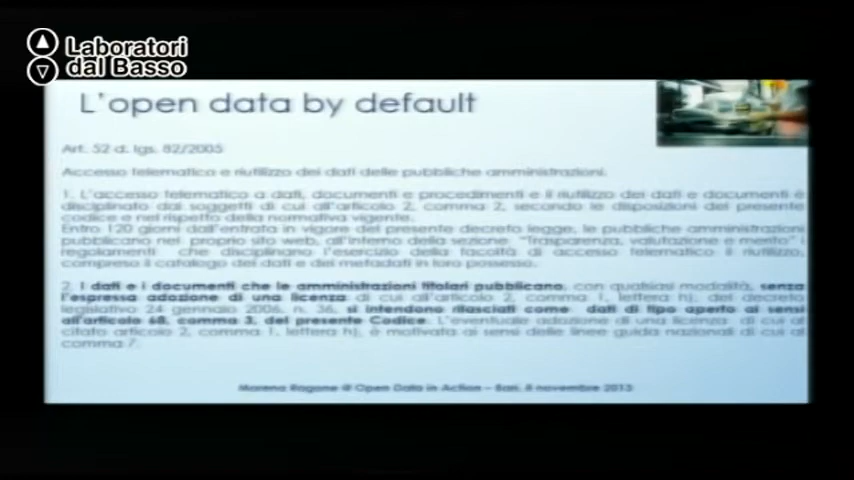 Laboratori
dal Basso
L'open data by default
Art. 52 d. lgs. 82/2005
Accesso telematico e riutilizzo dei dati delle pubbliche amministrazioni.
1. L'accesso telematico a dati, documenti e procedimenti e il riutilizzo dei dati e documenti è
disciplinato dai soggetti di cui all'articolo 2, comma 2, secondo le disposizioni del presente
codice e nel rispetto della normativa vigente.
Entro 120 giorni dall'entrata in vigore del presente decreto legge, le pubbliche amministrazioni
pubblicano nel proprio sito web, all'interno della sezione "Trasparenza, valutazione e merito" i
regolamenti che disciplinano l'esercizio della facoltà di accesso telematico il riutilizzo,
compreso il catalogo dei dati e dei metadati in loro possesso.
2. I dati e i documenti che le amministrazioni titolari pubblicano, con qualsiasi modalità, senza
l'espressa adozione di una licenza di cui all'articolo 2, comma 1, lettera h), del decreto
legislativo 24 gennaio 2006, n. 36, si intendono rilasciati come dati di tipo aperto ai sensi
all'articolo 68, comma 3, del presente Codice. L'eventuale adozione di una licenza di cui al
citato articolo 2, comma 1, lettera h), è motivata ai sensi delle linee guida nazionali di cui al
comma 7.
Morena Ragone @ Open Data in Action – Bari, 8 novembre 2013